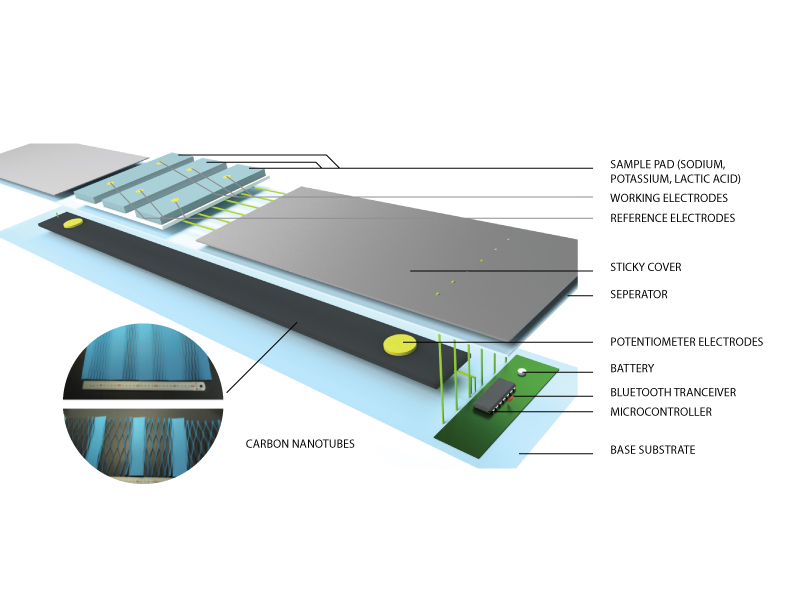 SAMPLE PAD (SODIUM,
POTASSIUM, LACTIC ACID)
WORKING ELECTRODES
REFERENCE ELECTRODES
STICKY COVER
SEPERATOR
POTENTIOMETER ELECTRODES
BATTERY
BLUETOOTH TRANCEIVER
MICROCONTROLLER
CARBON NANOTUBES
BASE SUBSTRATE